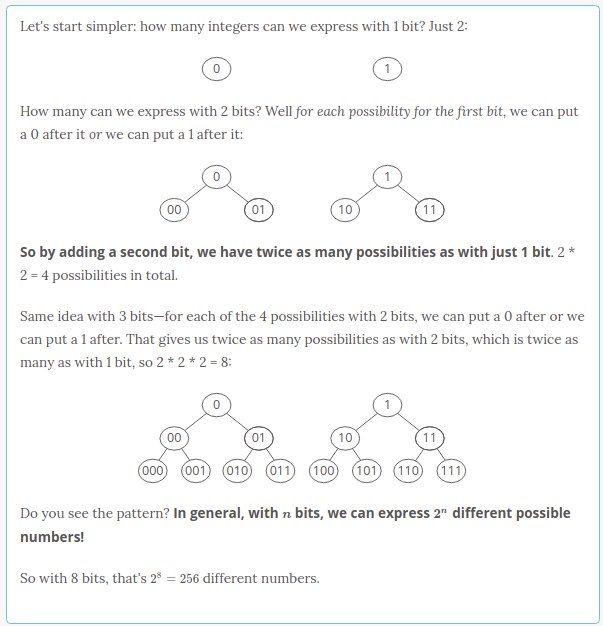 Let's start simpler: how many integers can we express with 1 bit? Just 2:
0 1
How many can we express with 2 bits? Well for each possibility for the first bit, we can put
a 0 after it or we can put a 1 after it:
0 1
00 01 10 11
So by adding a second bit, we have twice as many possibilities as with just 1 bit. 2 *
2 = 4 possibilities in total.
Same idea with 3 bits—for each of the 4 possibilities with 2 bits, we can put a 0 after or we
can put a 1 after. That gives us twice as many possibilities as with 2 bits, which is twice as
many as with 1 bit, so 2 * 2 * 2 = 8:
0 1
00 01 10 11
000 001 010 011 100 101 110 111
Do you see the pattern? In general, with n bits, we can express 2ⁿ different possible
numbers!
So with 8 bits, that's 2⁸ = 256 different numbers.